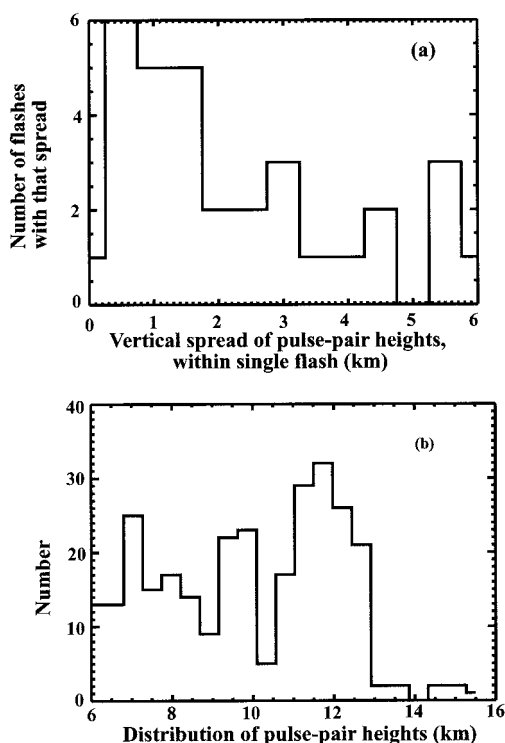 (a)
Number of flashes
with that spread
6
4
2
0
0 1 2 3 4 5 6
Vertical spread of pulse-pair heights,
within single flash (km)
(b)
Number
40
30
20
10
0
6 8 10 12 14 16
Distribution of pulse-pair heights (km)